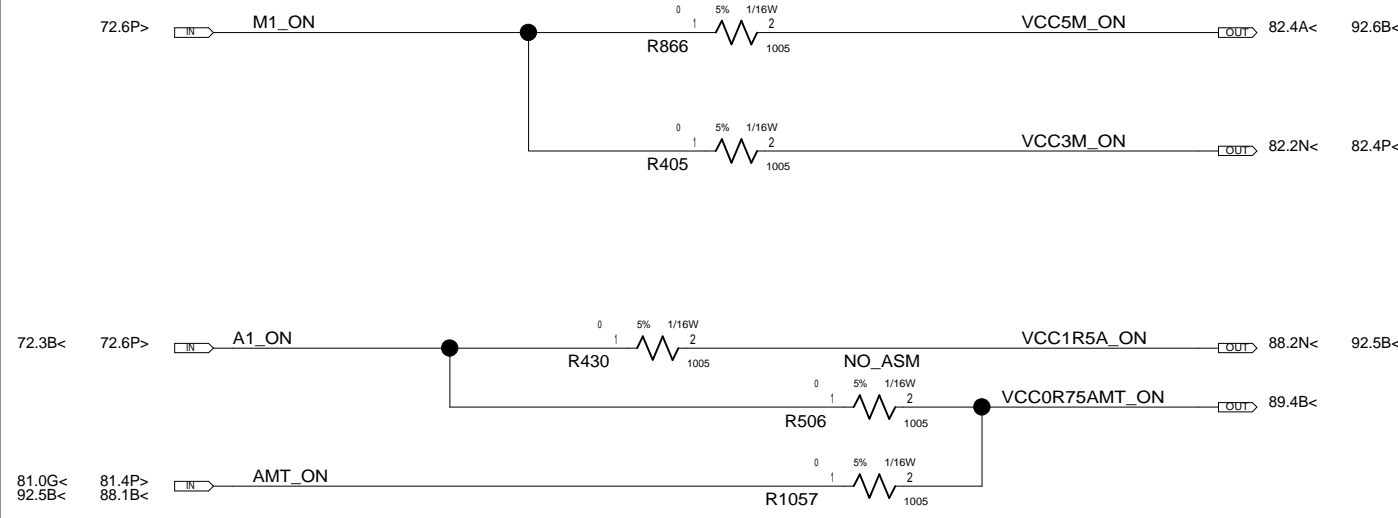 0 5% 1/16W
72.6P> IN M1_ON 1 2 VCC5M_ON OUT 82.4A< 92.6B<
R866 1005
0 5% 1/16W
1 2 VCC3M_ON OUT 82.2N< 82.4P<
R405 1005
0 5% 1/16W
72.3B< 72.6P> IN A1_ON 1 2 VCC1R5A_ON OUT 88.2N< 92.5B<
R430 1005 NO_ASM
0 5% 1/16W
1 2 VCC0R75AMT_ON OUT 89.4B<
R506 1005
0 5% 1/16W
81.0G< 81.4P> IN AMT_ON 1 2
92.5B< 88.1B<
R1057 1005